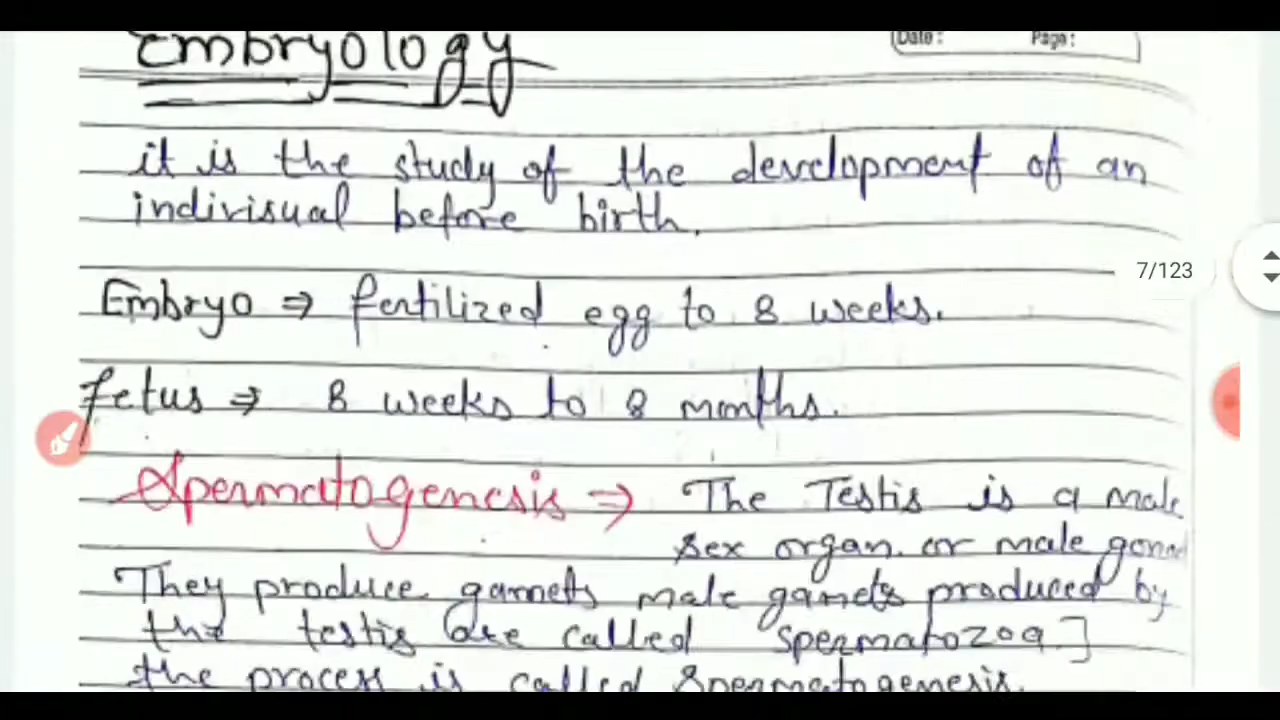 Embryology
Date : Page :
it is the study of the development of an
indivisual before birth.
7/123
Embryo ⇒ fertilized egg to 8 weeks.
fetus ⇒ 8 weeks to 8 months.
Spermatogenesis ⇒ The Testis is a male
sex organ. or male gonad
They produce gamets male gamets produced by
the testis are called spermatozoa]
the process is called Spermatogenesis.